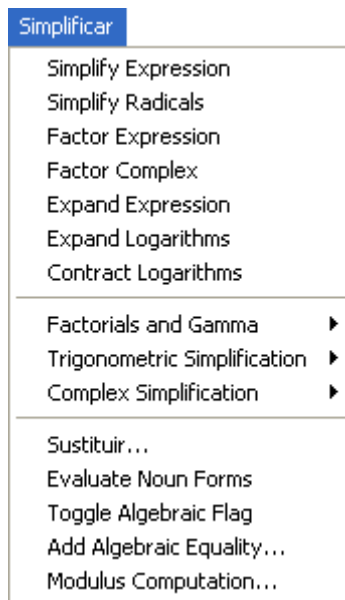 Simplificar
Simplify Expression
Simplify Radicals
Factor Expression
Factor Complex
Expand Expression
Expand Logarithms
Contract Logarithms
Factorials and Gamma
Trigonometric Simplification
Complex Simplification
Sustituir...
Evaluate Noun Forms
Toggle Algebraic Flag
Add Algebraic Equality...
Modulus Computation...